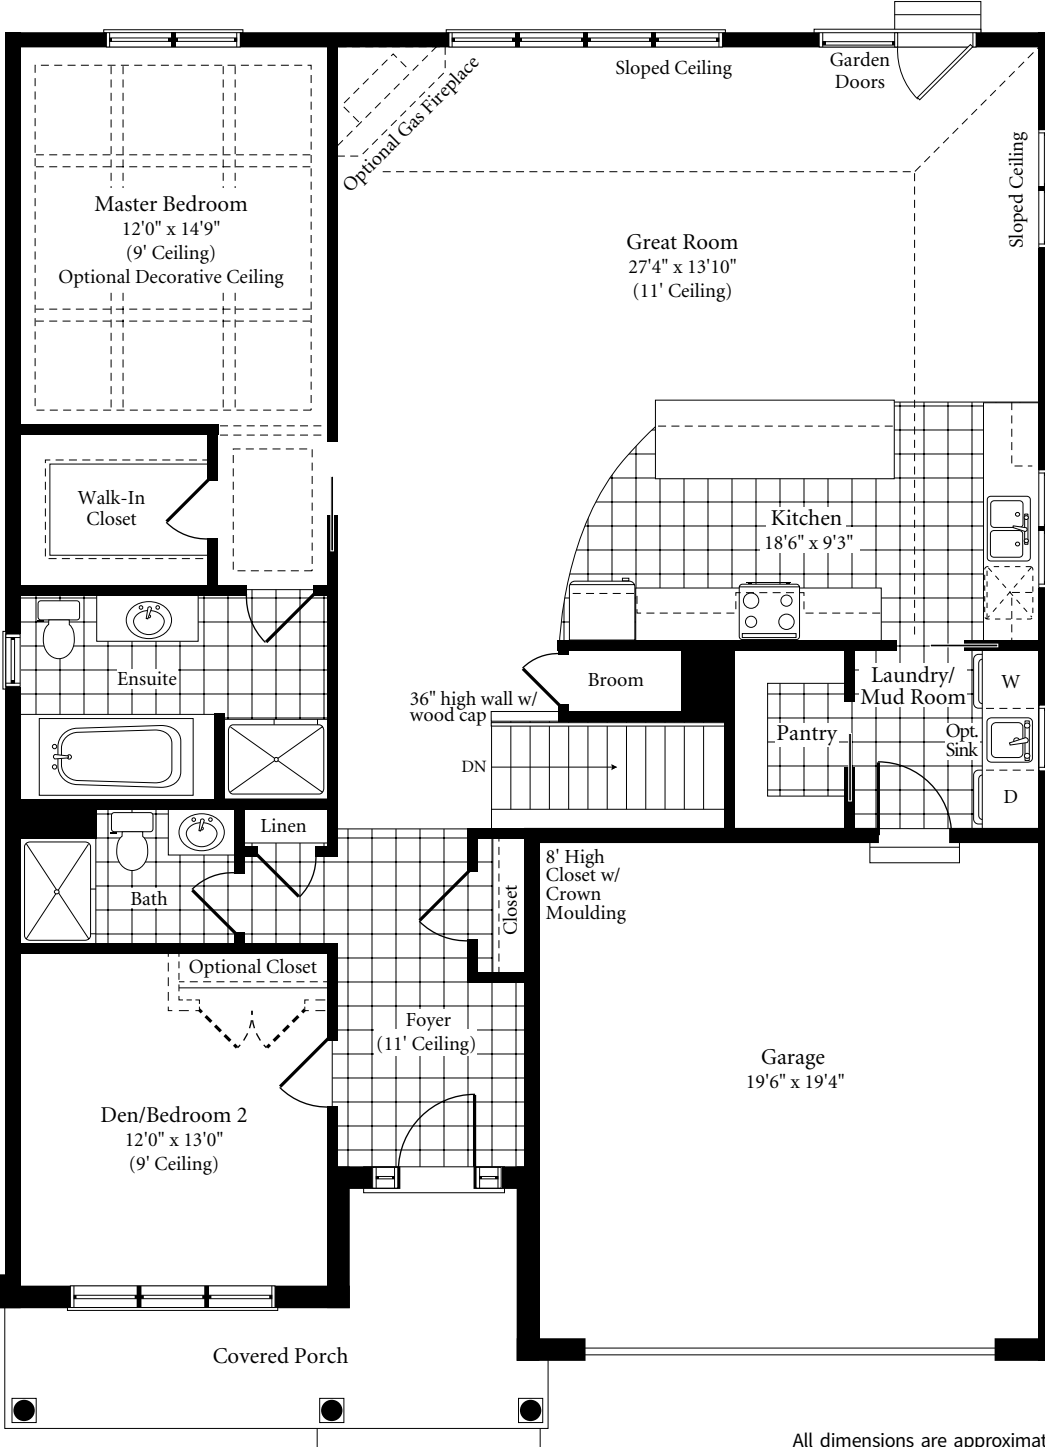 Sloped Ceiling
Garden
Doors
Optional Gas Fireplace
Sloped Ceiling
Master Bedroom
12'0" x 14'9"
(9' Ceiling)
Optional Decorative Ceiling
Great Room
27'4" x 13'10"
(11' Ceiling)
Walk-In
Closet
Kitchen
18'6" x 9'3"
Ensuite
36" high wall w/
wood cap
Broom
Laundry/
Mud Room
W
Pantry
Opt.
Sink
DN
D
Linen
Bath
Closet
8' High
Closet w/
Crown
Moulding
Optional Closet
Foyer
(11' Ceiling)
Garage
19'6" x 19'4"
Den/Bedroom 2
12'0" x 13'0"
(9' Ceiling)
Covered Porch
All dimensions are approximat